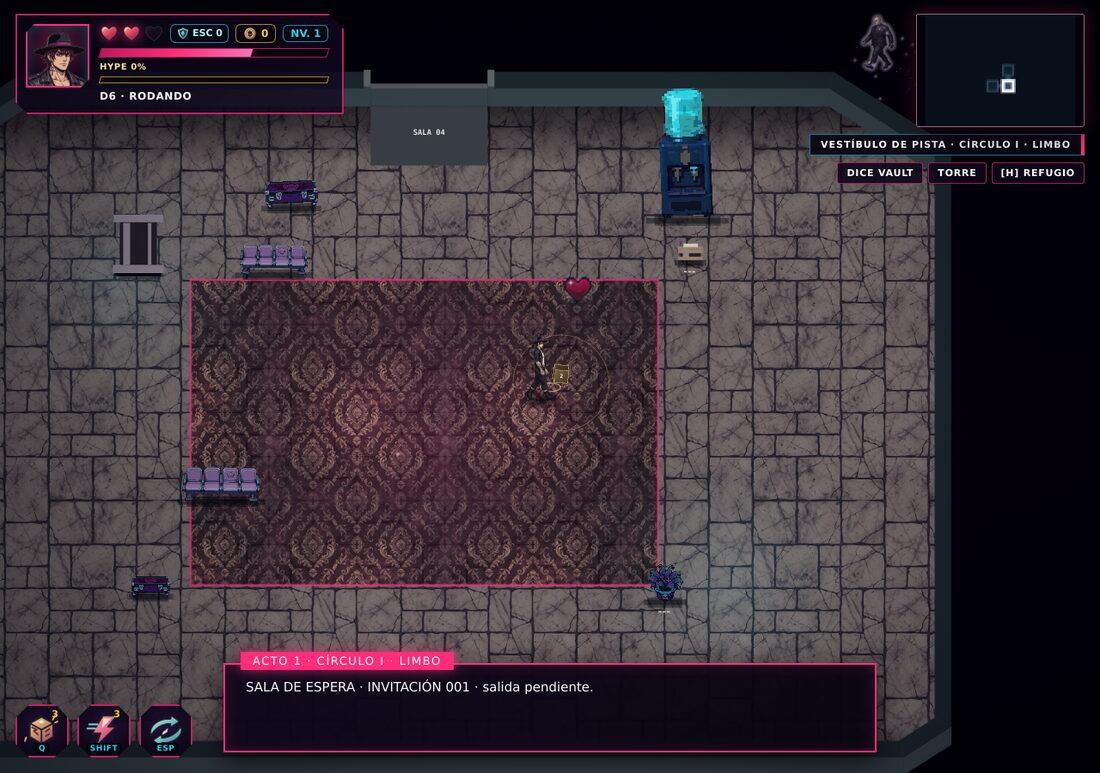 ESC 0
0
NV. 1
HYPE 0%
D6 · RODANDO
SALA 04
VESTÍBULO DE PISTA · CÍRCULO I · LIMBO
DICE VAULT
TORRE
[H] REFUGIO
2
ACTO 1 · CÍRCULO I · LIMBO
SALA DE ESPERA · INVITACIÓN 001 · salida pendiente.
3
Q
3
SHIFT
ESP